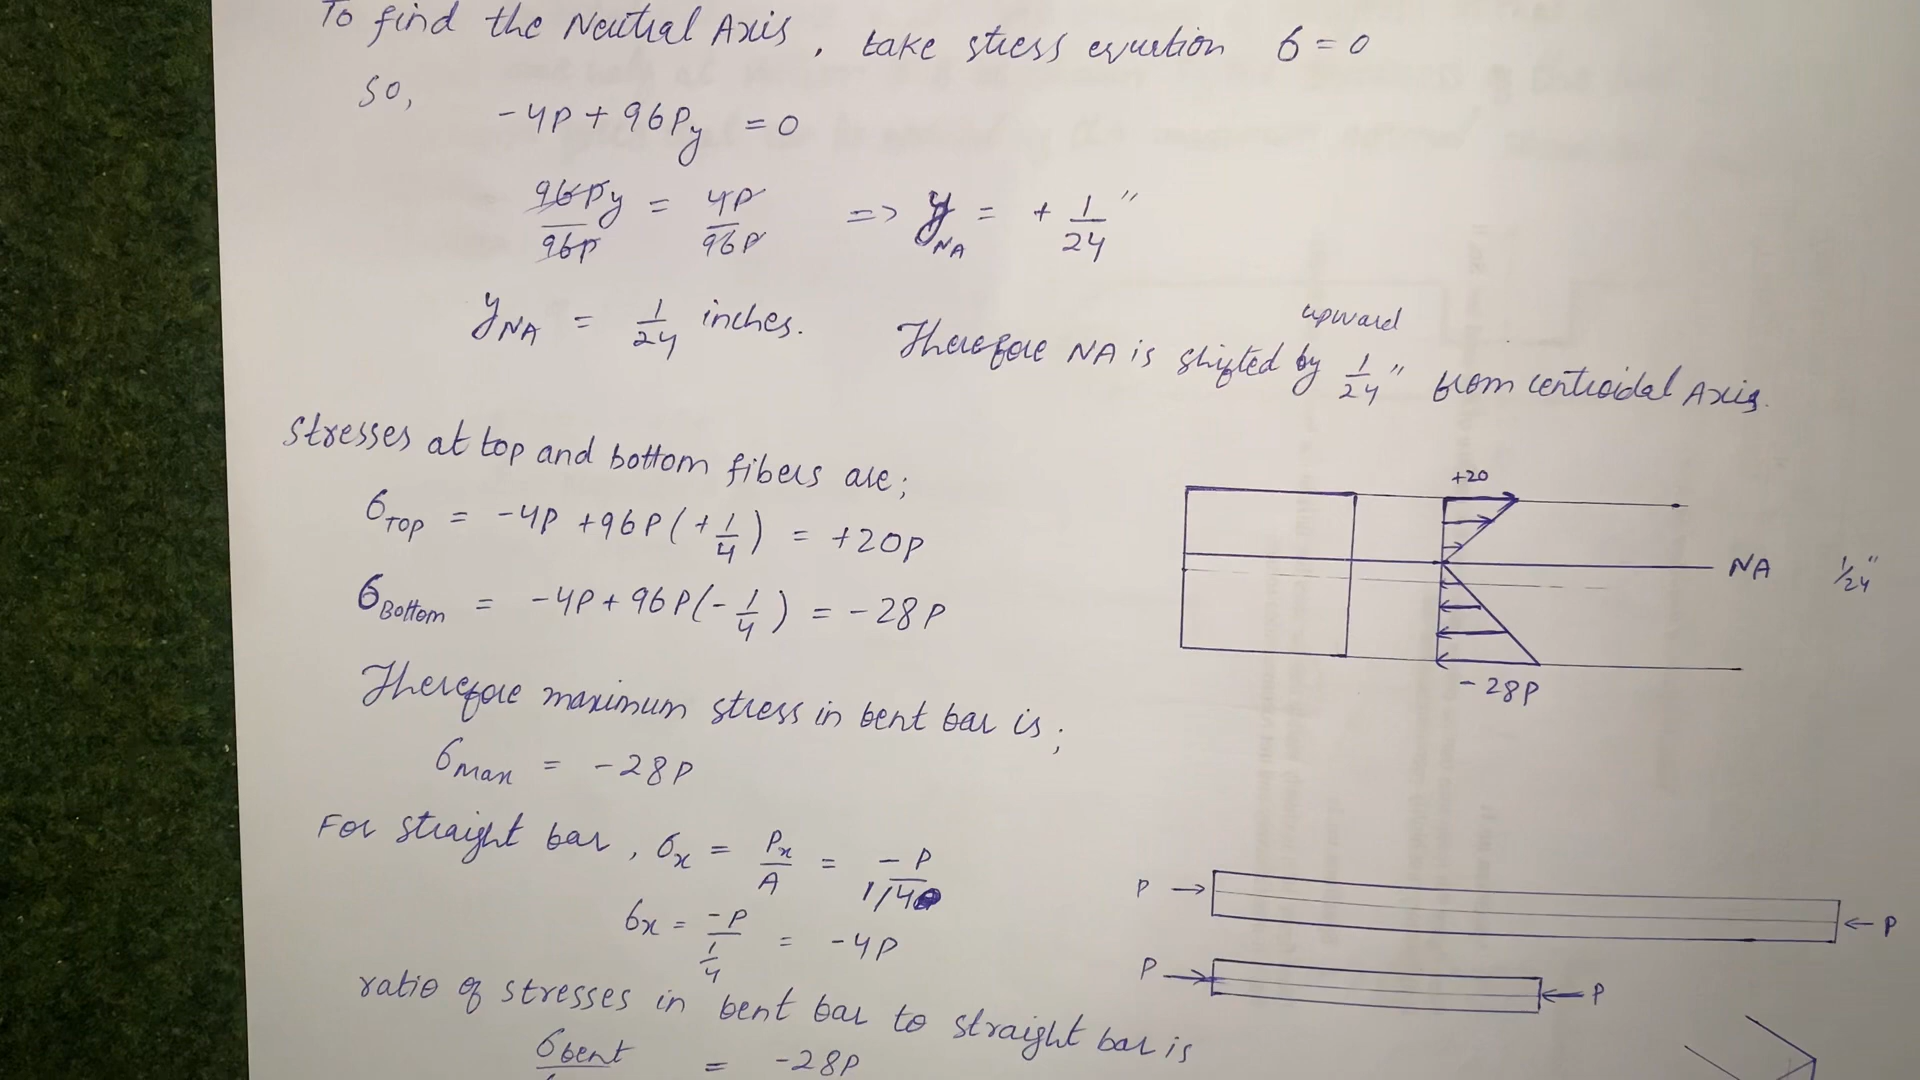 To find the Neutral Axis, take stress equation σ = 0
so,
-4P + 96Py = 0
96Py/96P = 4P/96P => y_NA = + 1/24"
y_NA = 1/24 inches. Therefore NA is shifted by upward 1/24" from centroidal Axis.
Stresses at top and bottom fibers are;
σ_TOP = -4P + 96P(+1/4) = +20P
σ_Bottom = -4P + 96P(-1/4) = -28P
+20
NA 1/24"
-28P
Therefore maximum stress in bent bar is;
σ_max = -28P
For straight bar, σ_x = P_x/A = -P/1/4
σ_x = -P/1/4 = -4P
P P
P P
ratio of stresses in bent bar to straight bar is
σ_bent = -28P